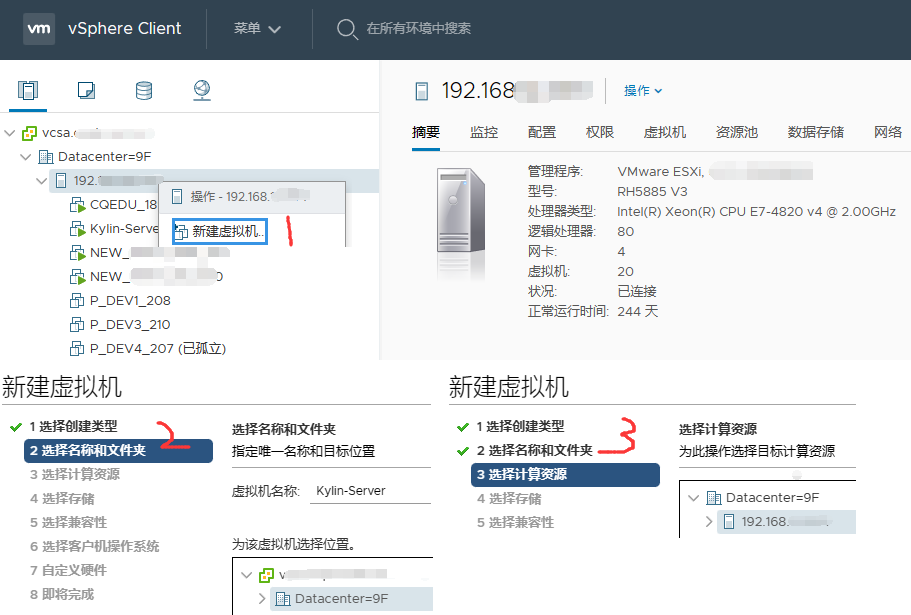 vm vSphere Client 菜单 在所有环境中搜索
192.168 操作
摘要 监控 配置 权限 虚拟机 资源池 数据存储 网络
vcsa.
Datacenter=9F
192.
操作 - 192.168.
新建虚拟机..
1
CQEDU_18
Kylin-Serve
NEW_
NEW_
P_DEV1_208
P_DEV3_210
P_DEV4_207 (已孤立)
管理程序: VMware ESXi,
型号: RH5885 V3
处理器类型: Intel(R) Xeon(R) CPU E7-4820 v4 @ 2.00GHz
逻辑处理器: 80
网卡: 4
虚拟机: 20
状况: 已连接
正常运行时间: 244 天
新建虚拟机
1 选择创建类型
2 选择名称和文件夹
2
3 选择计算资源
4 选择存储
5 选择兼容性
6 选择客户机操作系统
7 自定义硬件
8 即将完成
选择名称和文件夹
指定唯一名称和目标位置
虚拟机名称: Kylin-Server
为该虚拟机选择位置。
v
Datacenter=9F
新建虚拟机
1 选择创建类型
2 选择名称和文件夹
3
3 选择计算资源
4 选择存储
5 选择兼容性
选择计算资源
为此操作选择目标计算资源
Datacenter=9F
192.168.